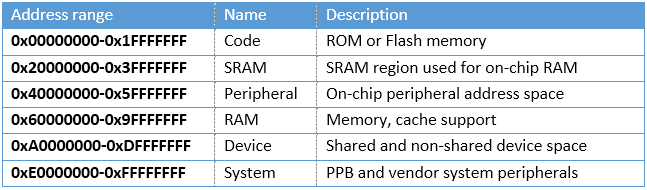 Address range Name Description
0x00000000-0x1FFFFFFF Code ROM or Flash memory
0x20000000-0x3FFFFFFF SRAM SRAM region used for on-chip RAM
0x40000000-0x5FFFFFFF Peripheral On-chip peripheral address space
0x60000000-0x9FFFFFFF RAM Memory, cache support
0xA0000000-0xDFFFFFFF Device Shared and non-shared device space
0xE0000000-0xFFFFFFFF System PPB and vendor system peripherals